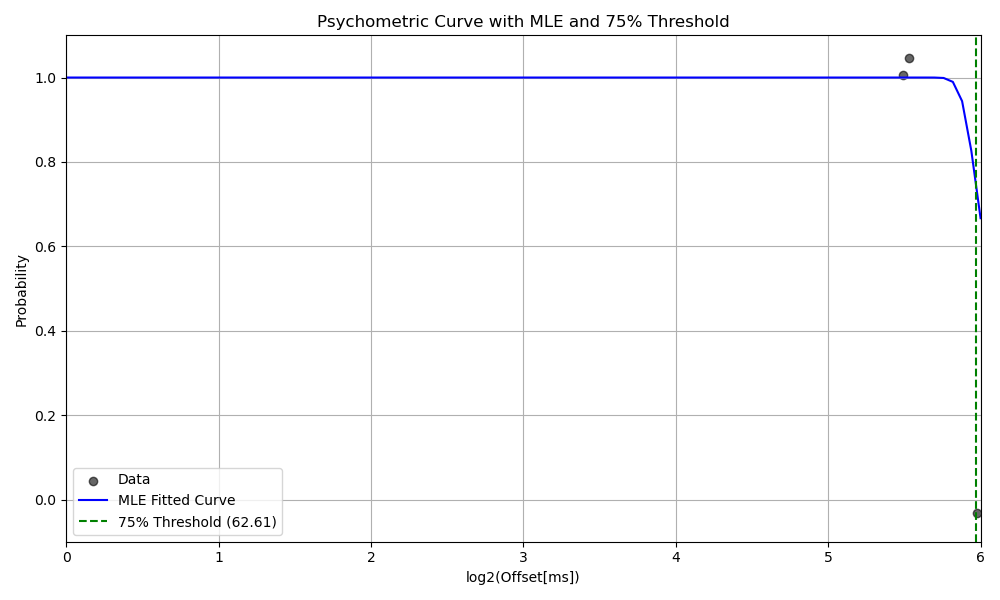 Psychometric Curve with MLE and 75% Threshold
Probability
1.0
0.8
0.6
0.4
0.2
0.0
Data
MLE Fitted Curve
75% Threshold (62.61)
0 1 2 3 4 5 6
log2(Offset[ms])